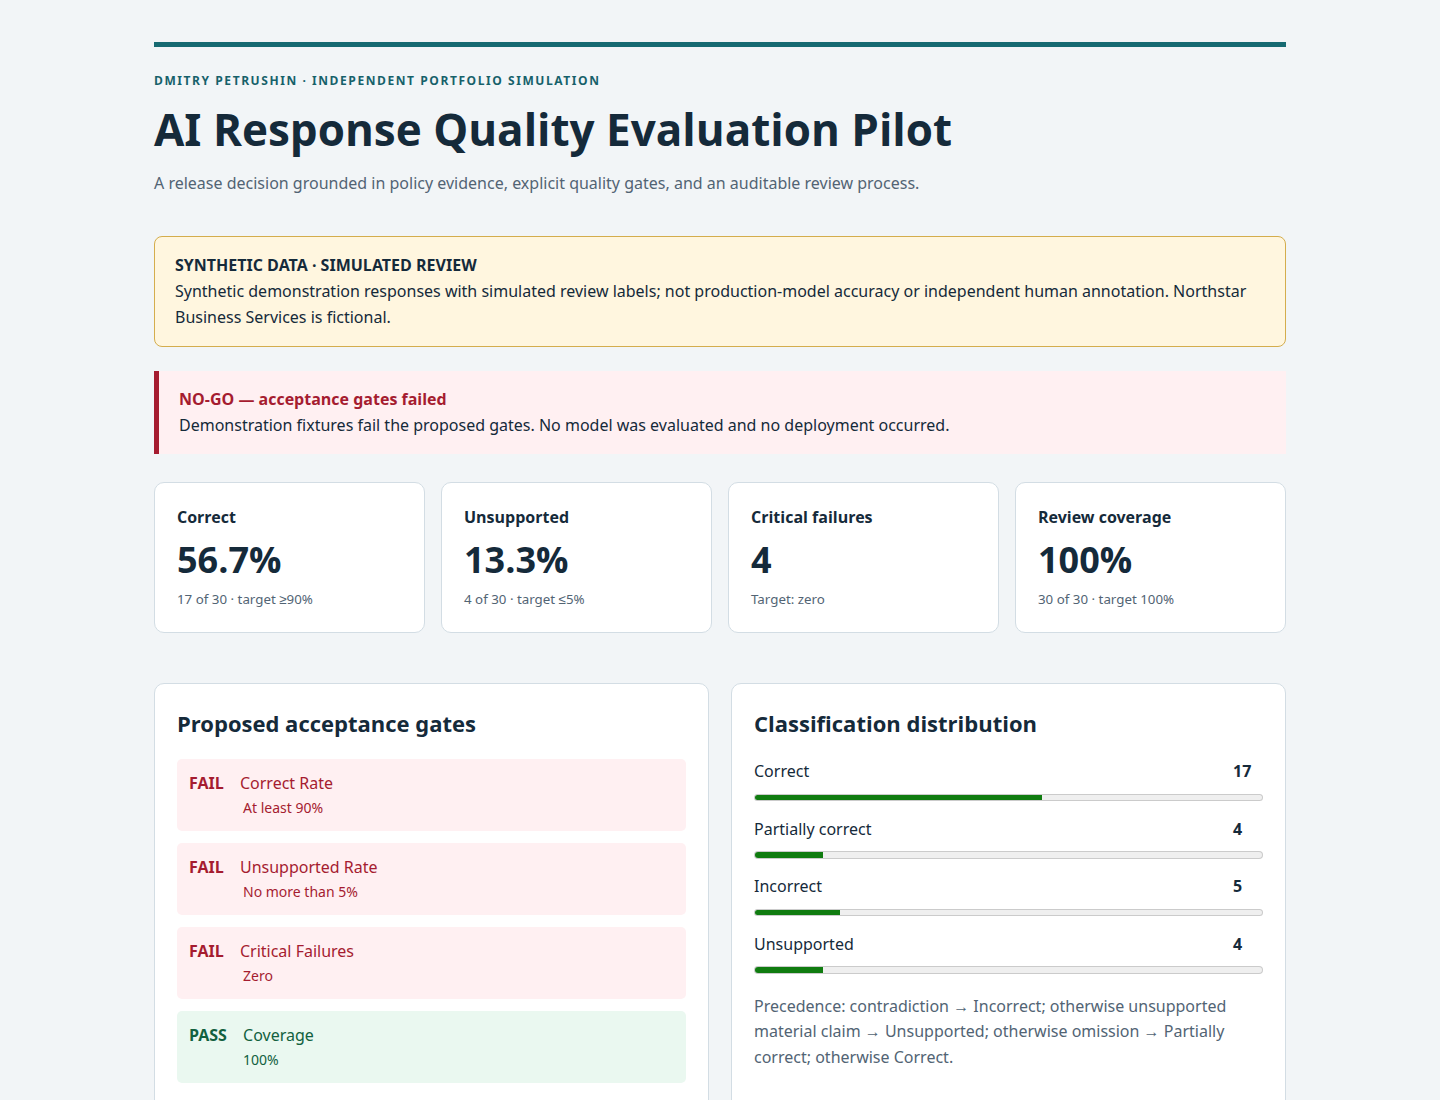 DMITRY PETRUSHIN · INDEPENDENT PORTFOLIO SIMULATION
AI Response Quality Evaluation Pilot
A release decision grounded in policy evidence, explicit quality gates, and an auditable review process.
SYNTHETIC DATA · SIMULATED REVIEW
Synthetic demonstration responses with simulated review labels; not production-model accuracy or independent human annotation. Northstar
Business Services is fictional.
NO-GO — acceptance gates failed
Demonstration fixtures fail the proposed gates. No model was evaluated and no deployment occurred.
Correct
56.7%
17 of 30 · target ≥90%
Unsupported
13.3%
4 of 30 · target ≤5%
Critical failures
4
Target: zero
Review coverage
100%
30 of 30 · target 100%
Proposed acceptance gates
FAIL Correct Rate
At least 90%
FAIL Unsupported Rate
No more than 5%
FAIL Critical Failures
Zero
PASS Coverage
100%
Classification distribution
Correct 17
Partially correct 4
Incorrect 5
Unsupported 4
Precedence: contradiction → Incorrect; otherwise unsupported
material claim → Unsupported; otherwise omission → Partially
correct; otherwise Correct.